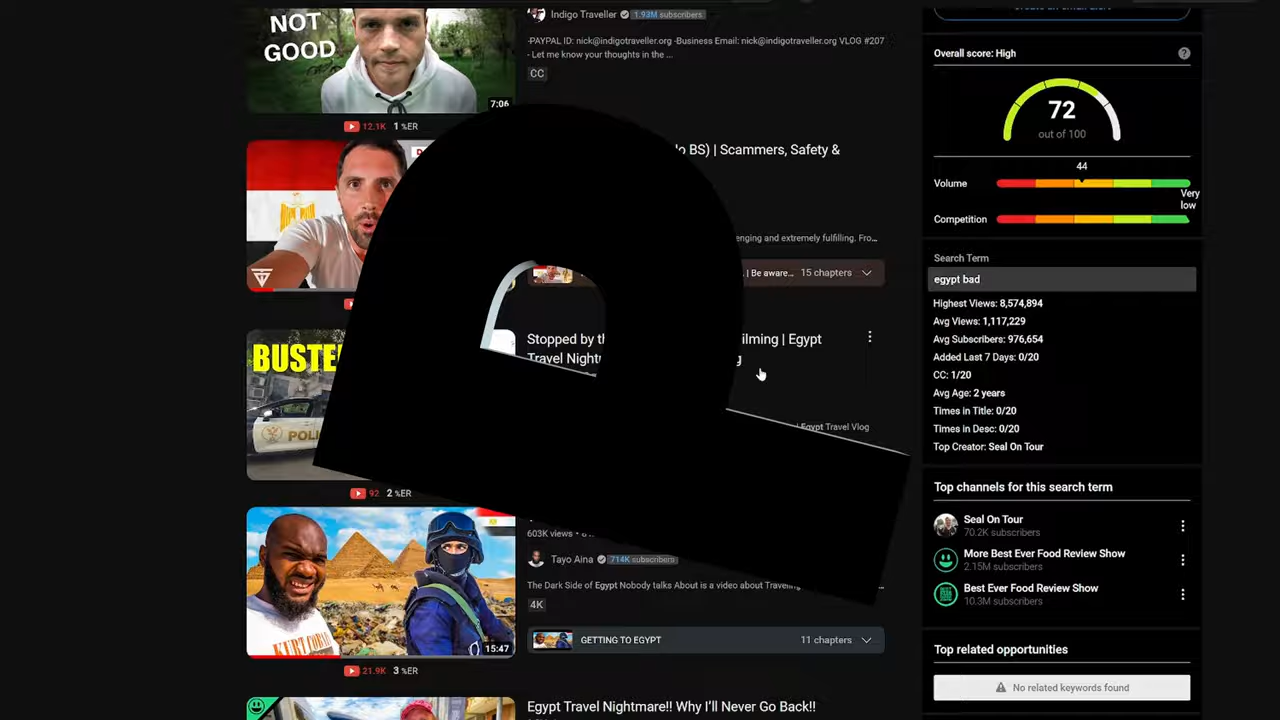 NOT
GOOD
7:06
12.1K 1 %ER
Indigo Traveller 1.93M subscribers
-PAYPAL ID: nick@indigotraveller.org -Business Email: nick@indigotraveller.org VLOG #207
- Let me know your thoughts in the ...
CC
BS) | Scammers, Safety &
extremely fulfilling. Fro...
| Be aware... 15 chapters
BUSTE
Stopped by
| Egypt
Travel
| Egypt Travel Vlog
92 2 %ER
603K views
Tayo Aina 714K subscribers
The Dark Side of Egypt Nobody talks About is a video about
4K
GETTING TO EGYPT 11 chapters
15:47
21.9K 3 %ER
Egypt Travel Nightmare!! Why I'll Never Go Back!!
Overall score: High
72
out of 100
44
Volume
Very
low
Competition
Search Term
egypt bad
Highest Views: 8,574,894
Avg Views: 1,117,229
Avg Subscribers: 976,654
Added Last 7 Days: 0/20
CC: 1/20
Avg Age: 2 years
Times in Title: 0/20
Times in Desc: 0/20
Top Creator: Seal On Tour
Top channels for this search term
Seal On Tour
70.2K subscribers
More Best Ever Food Review Show
2.15M subscribers
Best Ever Food Review Show
10.3M subscribers
Top related opportunities
No related keywords found